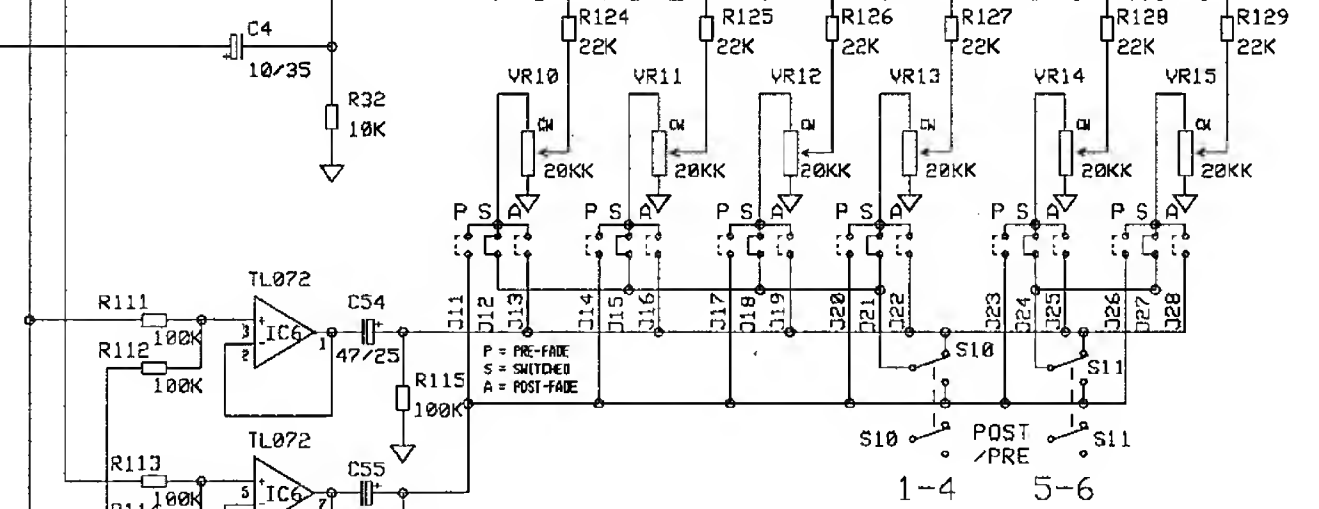 R124 R125 R126 R127 R128 R129
22K 22K 22K 22K 22K 22K
C4
10/35
R32
10K
VR10 VR11 VR12 VR13 VR14 VR15
CW CW CW CW CW CW
20KK 20KK 20KK 20KK 20KK 20KK
P S A P S A P S A P S A P S A P S A
J11 J12 J13 J14 J15 J16 J17 J18 J19 J20 J21 J22 J23 J24 J25 J26 J27 J28
TL072
R111
100K
3
2
+
-
IC6
1
C54
+
47/25
R112
100K
R115
100K
P = PRE-FADE
S = SWITCHED
A = POST-FADE
S10 S11
S10 POST
/PRE S11
1-4 5-6
TL072
R113
100K
5
+
-
IC6
7
C55
+